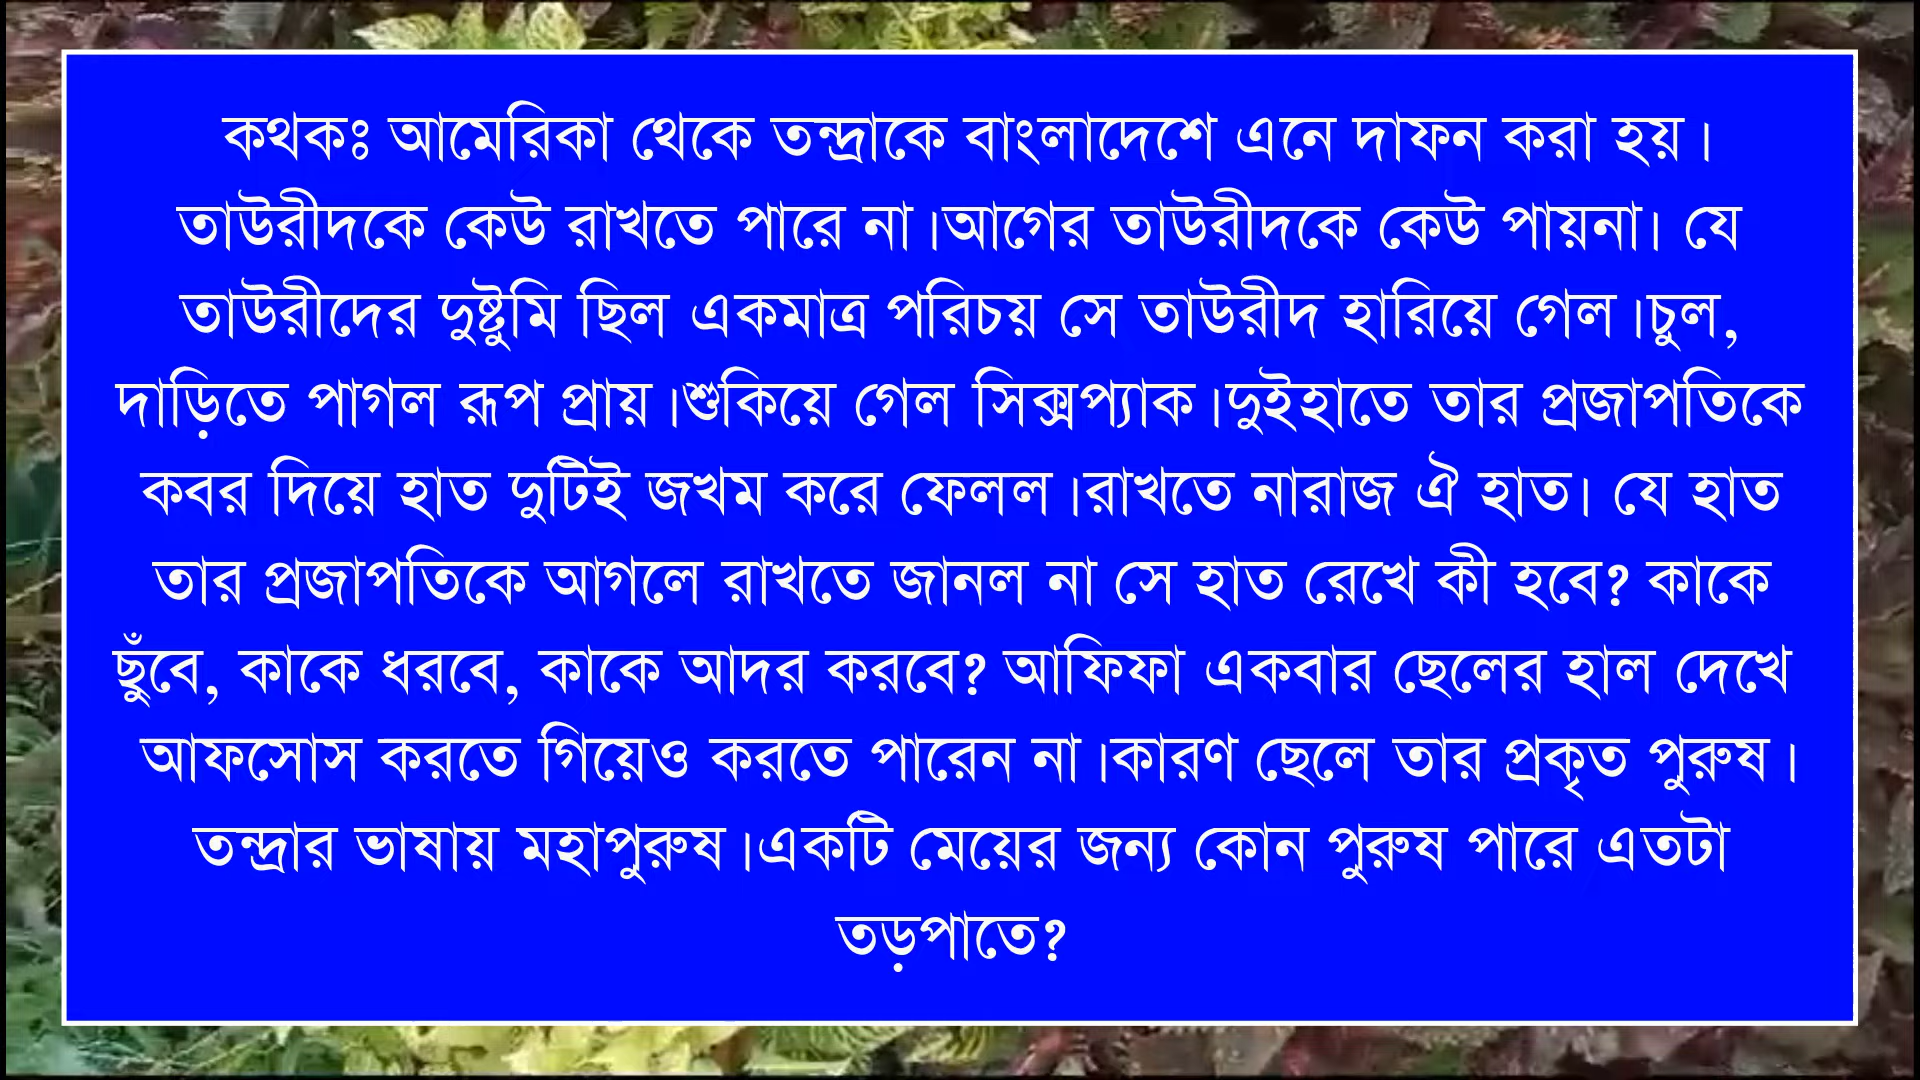 কথকঃ আমেরিকা থেকে তন্দ্রাকে বাংলাদেশে এনে দাফন করা হয়।
তাউরীদকে কেউ রাখতে পারে না।আগের তাউরীদকে কেউ পায়না। যে
তাউরীদের দুষ্টুমি ছিল একমাত্র পরিচয় সে তাউরীদ হারিয়ে গেল।চুল,
দাড়িতে পাগল রূপ প্রায়।শুকিয়ে গেল সিক্সপ্যাক।দুইহাতে তার প্রজাপতিকে
কবর দিয়ে হাত দুটিই জখম করে ফেলল।রাখতে নারাজ ঐ হাত। যে হাত
তার প্রজাপতিকে আগলে রাখতে জানল না সে হাত রেখে কী হবে? কাকে
ছুঁবে, কাকে ধরবে, কাকে আদর করবে? আফিফা একবার ছেলের হাল দেখে
আফসোস করতে গিয়েও করতে পারেন না।কারণ ছেলে তার প্রকৃত পুরুষ।
তন্দ্রার ভাষায় মহাপুরুষ।একটি মেয়ের জন্য কোন পুরুষ পারে এতটা
তড়পাতে?